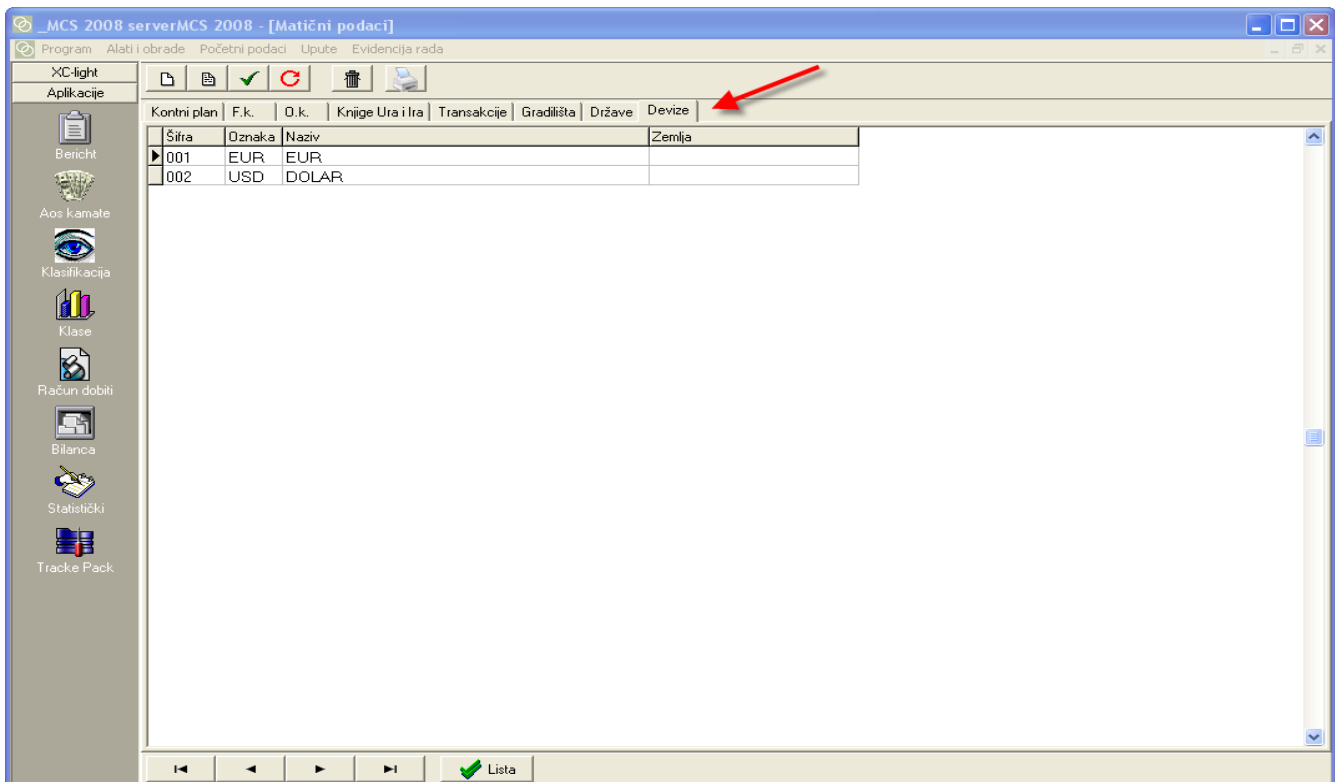 _MCS 2008 serverMCS 2008 - [Matični podaci]
Program Alati i obrade Početni podaci Upute Evidencija rada
XC-light
Aplikacije
Kontni plan F.k. O.k. Knjige Ura i Ira Transakcije Gradilišta Države Devize
Šifra Oznaka Naziv Zemlja
001 EUR EUR
002 USD DOLAR
Bericht
Aos kamate
Klasifikacija
Klase
Račun dobiti
Bilanca
Statistički
Tracke Pack
Lista